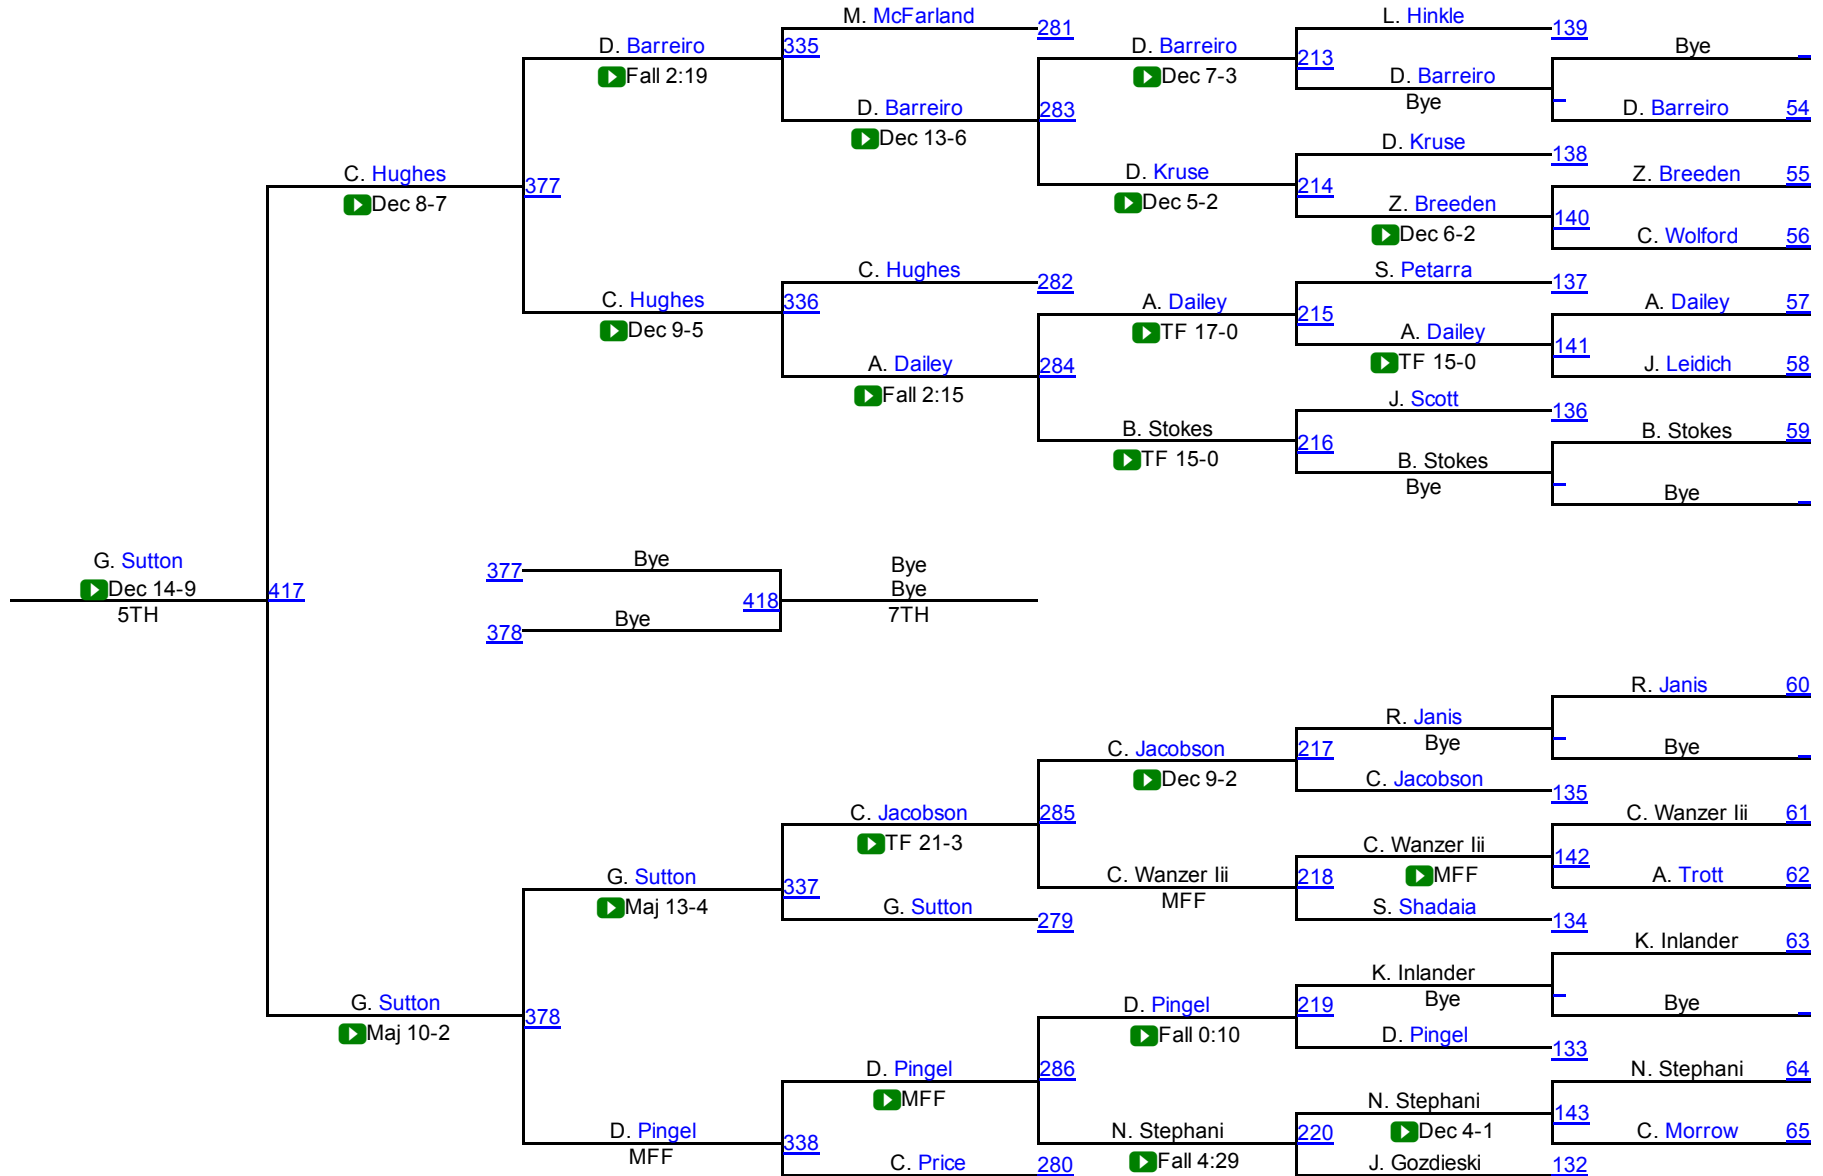 M. McFarland
281
L. Hinkle
139
D. Barreiro
335
Fall 2:19
D. Barreiro
Dec 7-3
213
Bye
D. Barreiro
Bye
D. Barreiro
54
D. Barreiro
283
Dec 13-6
D. Kruse
138
C. Hughes
377
Dec 8-7
D. Kruse
214
Dec 5-2
Z. Breeden
55
Z. Breeden
140
Dec 6-2
C. Wolford
56
C. Hughes
282
S. Petarra
137
C. Hughes
336
Dec 9-5
A. Dailey
215
TF 17-0
A. Dailey
57
A. Dailey
141
TF 15-0
A. Dailey
284
Fall 2:15
J. Leidich
58
J. Scott
136
B. Stokes
216
TF 15-0
B. Stokes
59
B. Stokes
Bye
Bye
G. Sutton
Dec 14-9
417
5TH
377
Bye
378
Bye
418
Bye
Bye
7TH
R. Janis
60
R. Janis
Bye
Bye
C. Jacobson
217
Dec 9-2
C. Jacobson
135
C. Jacobson
285
TF 21-3
C. Wanzer Iii
61
C. Wanzer Iii
142
MFF
G. Sutton
337
Maj 13-4
C. Wanzer Iii
218
MFF
A. Trott
62
G. Sutton
279
S. Shadaia
134
K. Inlander
63
K. Inlander
Bye
Bye
G. Sutton
378
Maj 10-2
D. Pingel
219
Fall 0:10
D. Pingel
133
D. Pingel
286
MFF
N. Stephani
64
N. Stephani
143
Dec 4-1
D. Pingel
338
MFF
N. Stephani
220
Fall 4:29
C. Morrow
65
C. Price
280
J. Gozdieski
132